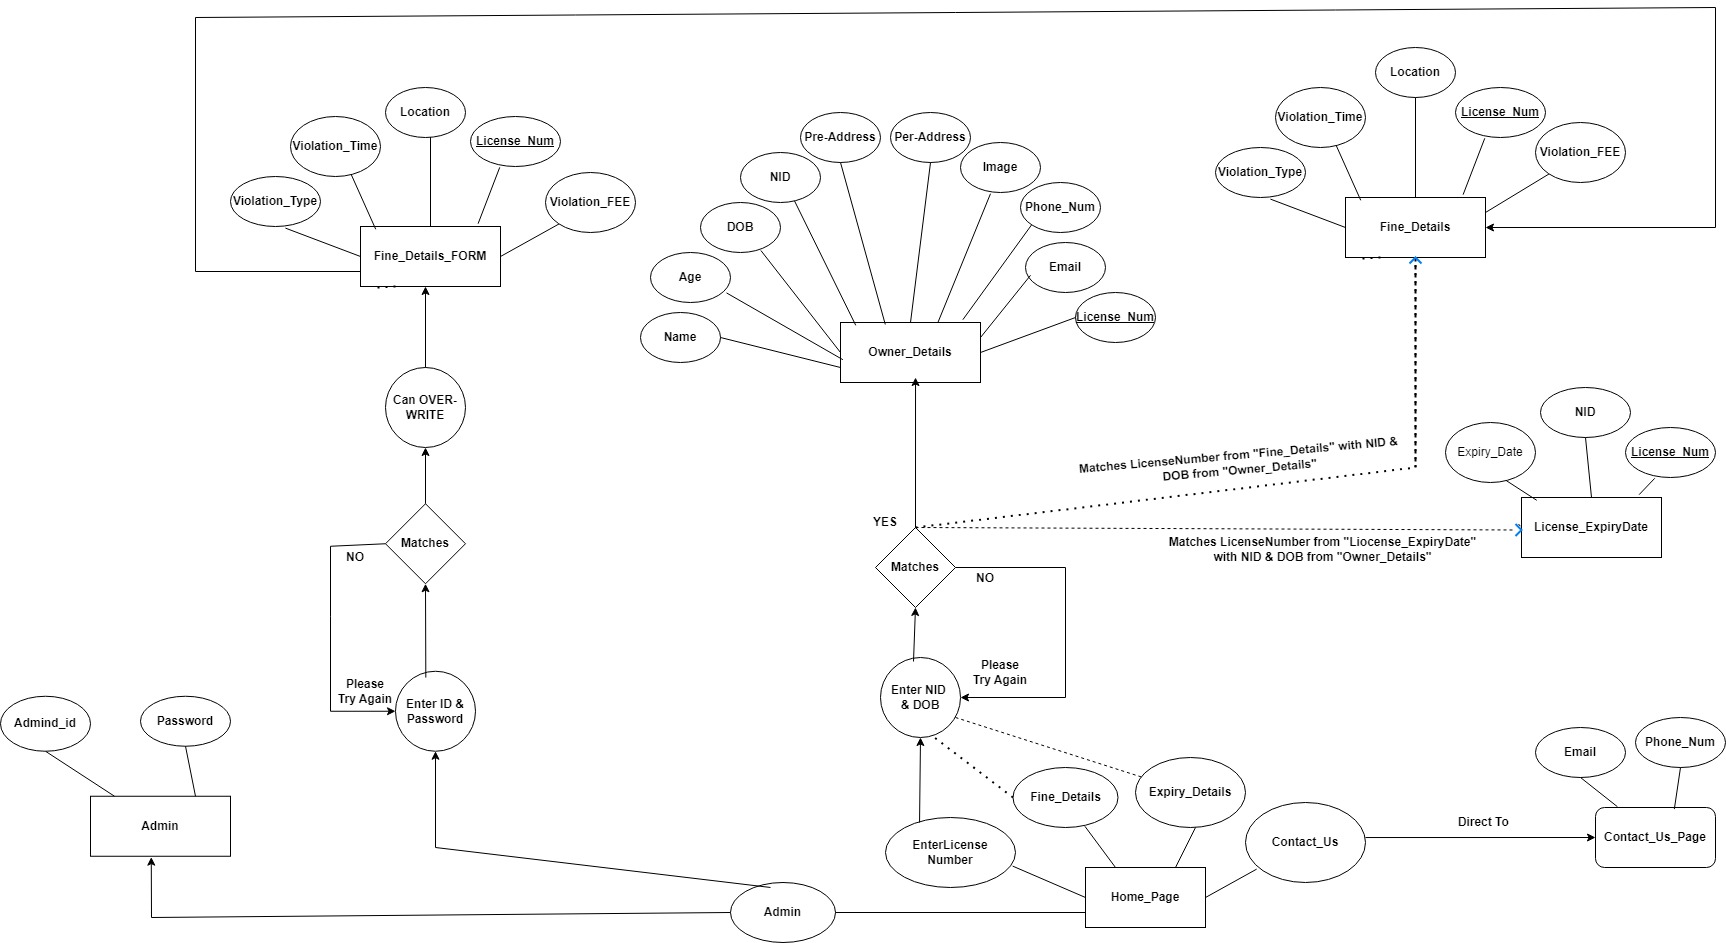 Location
Violation_Time
License_Num
Violation_Type
Violation_FEE
Fine_Details_FORM
Can OVER-
WRITE
Matches
NO
Please
Try Again
Enter ID &
Password
Admind_id
Password
Admin
Admin
Pre-Address
Per-Address
NID
Image
DOB
Phone_Num
Age
Email
Name
License_Num
Owner_Details
YES
Matches
NO
Please
Try Again
Enter NID
& DOB
Location
Violation_Time
License_Num
Violation_Type
Violation_FEE
Fine_Details
Matches LicenseNumber from "Fine_Details" with NID &
DOB from "Owner_Details"
NID
Expiry_Date
License_Num
License_ExpiryDate
Matches LicenseNumber from "Liocense_ExpiryDate"
with NID & DOB from "Owner_Details"
Fine_Details
Expiry_Details
EnterLicense
Number
Contact_Us
Home_Page
Direct To
Email
Phone_Num
Contact_Us_Page